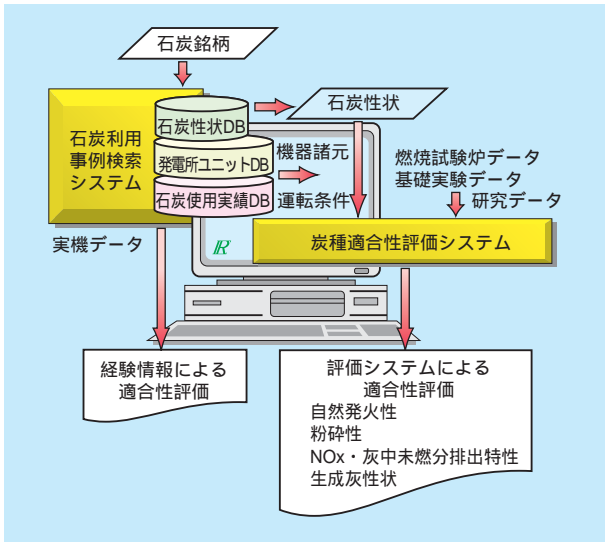 石炭銘柄
石炭利用
事例検索
システム
石炭性状DB
発電所ユニットDB
石炭使用実績DB
石炭性状
機器諸元
運転条件
燃焼試験炉データ
基礎実験データ
研究データ
炭種適合性評価システム
実機データ
経験情報による
適合性評価
評価システムによる
適合性評価
自然発火性
粉砕性
NOx・灰中未燃分排出特性
生成灰性状